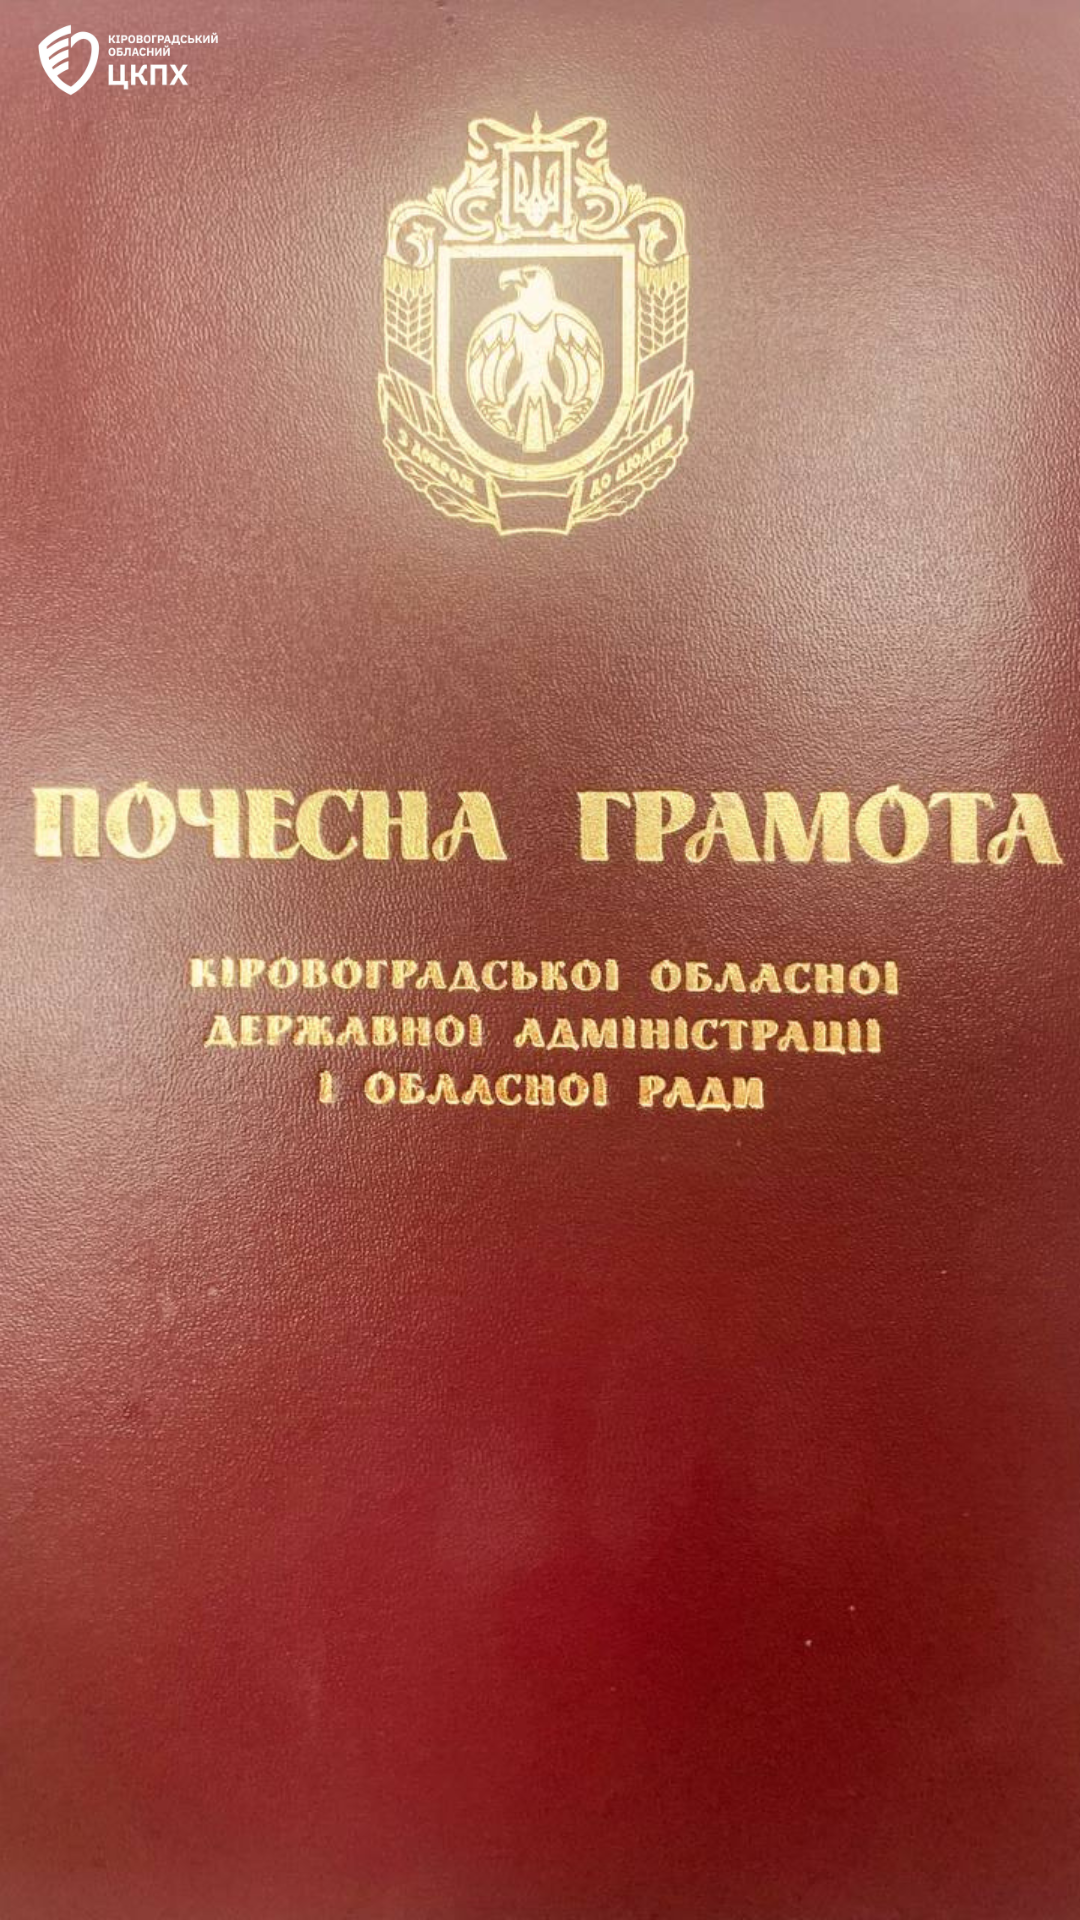 КІРОВОГРАДСЬКИЙ
ОБЛАСНИЙ
ЦКПХ
З ДОБРОМ ДО ЛЮДЕЙ
ПОЧЕСНА ГРАМОТА
КІРОВОГРАДСЬКОЇ ОБЛАСНОЇ
ДЕРЖАВНОЇ АДМІНІСТРАЦІЇ
І ОБЛАСНОЇ РАДИ